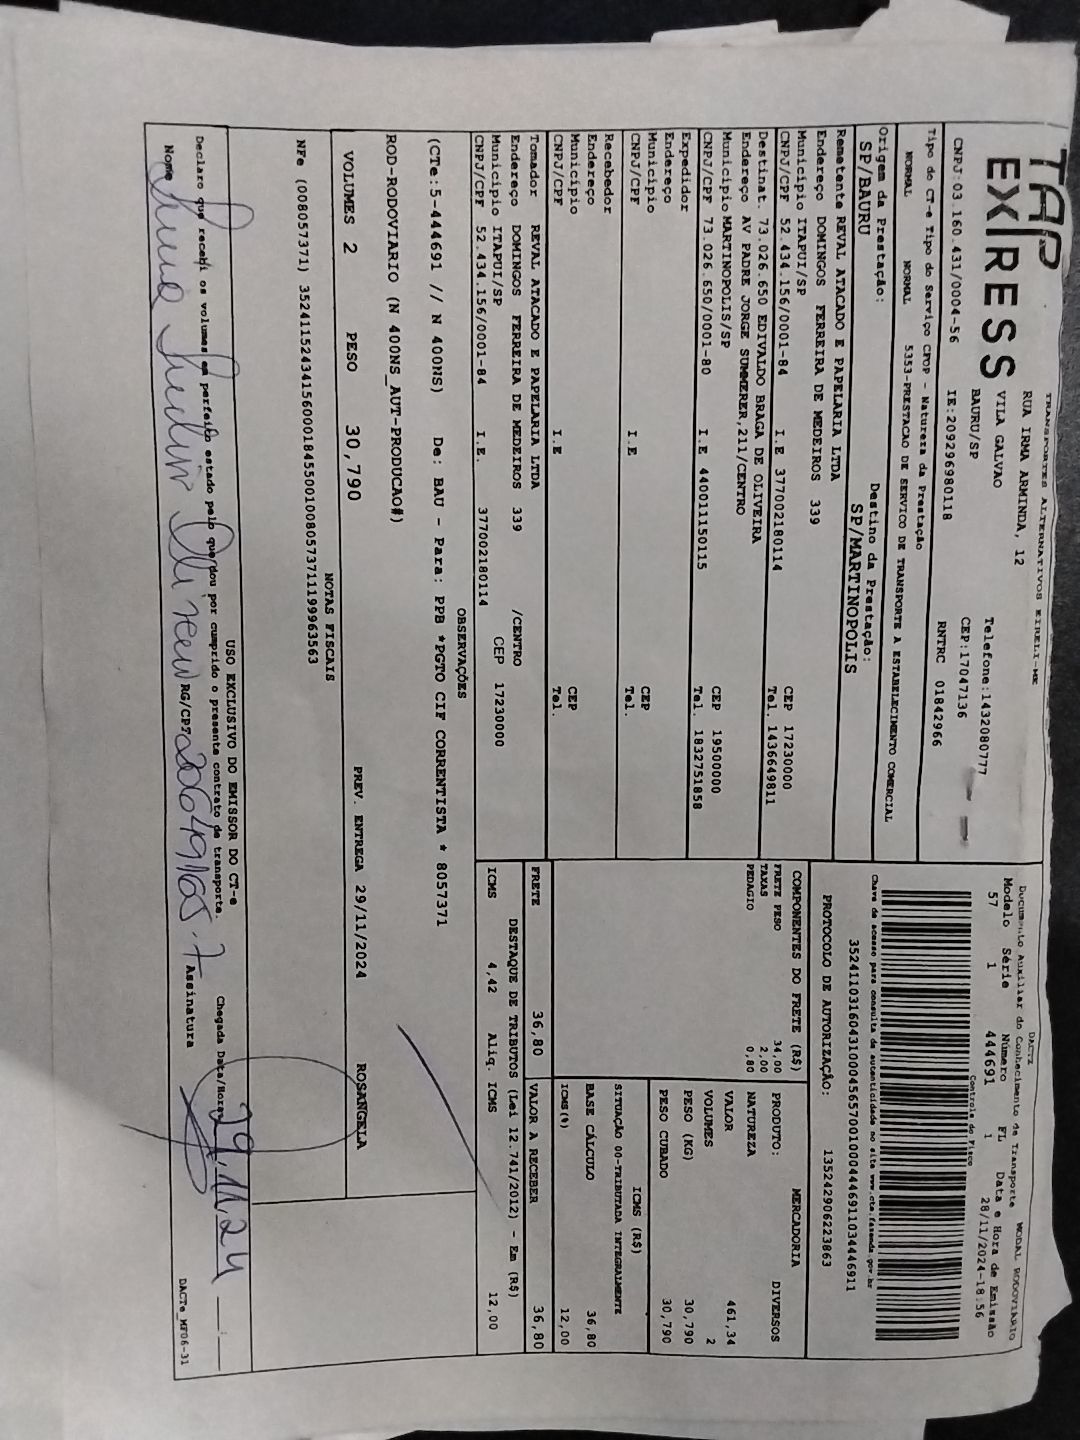 TAP EXPRESS
TRANSPORTES ALTERNATIVOS EIRELI-ME
RUA IRMA ARMINDA, 12
VILA GALVAO
BAURU/SP
Telefone:1432080777
CEP:17047136
CNPJ:03.160.431/0004-56 IE:209296980118 RNTRC 01842966
Tipo do CT-e Tipo do Serviço CFOP - Natureza da Prestação
NORMAL NORMAL 5353-PRESTACAO DE SERVICO DE TRANSPORTE A ESTABELECIMENTO COMERCIAL
Origem da Prestação: Destino da Prestação:
SP/BAURU SP/MARTINOPOLIS
Remetente REVAL ATACADO E PAPELARIA LTDA
Endereço DOMINGOS FERREIRA DE MEDEIROS 339
Município ITAPUI/SP CEP 17230000
CNPJ/CPF 52.434.156/0001-84 I.E 377002180114 Tel. 1436649811
Destinat. 73.026.650 EDIVALDO BRAGA DE OLIVEIRA
Endereço AV PADRE JORGE SUMMERER,211/CENTRO
Município MARTINOPOLIS/SP CEP 19500000
CNPJ/CPF 73.026.650/0001-80 I.E 440011150115 Tel. 1832751858
Expedidor
Endereço
Município CEP
CNPJ/CPF I.E Tel.
Recebedor
Endereço
Município CEP
CNPJ/CPF I.E Tel.
Tomador REVAL ATACADO E PAPELARIA LTDA
Endereço DOMINGOS FERREIRA DE MEDEIROS 339 /CENTRO
Município ITAPUI/SP CEP 17230000
CNPJ/CPF 52.434.156/0001-84 I.E. 377002180114
DACTE
Documento Auxiliar do Conhecimento de Transporte MODAL RODOVIÁRIO
Modelo Série Número FL Data e Hora de Emissão
57 1 444691 1 28/11/2024-18:56
Controle do Fisco
Chave de acesso para consulta de autenticidade no site www.cte.fazenda.gov.br
35241103160431000456570010004446911034446911
PROTOCOLO DE AUTORIZAÇÃO: 135242906223863
COMPONENTES DO FRETE (R$)
FRETE PESO 34,00
TAXAS 2,00
PEDAGIO 0,80
MERCADORIA
PRODUTO: DIVERSOS
NATUREZA
VALOR 461,34
VOLUMES 2
PESO (KG) 30,790
PESO CUBADO 30,790
ICMS (R$)
SITUAÇÃO 00-TRIBUTADA INTEGRALMENTE
BASE CÁLCULO 36,80
ICMS(%) 12,00
FRETE 36,80 VALOR A RECEBER 36,80
DESTAQUE DE TRIBUTOS (Lei 12.741/2012) - Em (R$)
ICMS 4,42 Aliq. ICMS 12,00
OBSERVAÇÕES
(CTe:5-444691 // N 400NS) De: BAU - Para: PPB *PGTO CIF CORRENTISTA * 8057371
ROD-RODOVIARIO (N 400NS_AUT-PRODUCAO#)
VOLUMES 2 PESO 30,790 PREV. ENTREGA 29/11/2024 ROSANGELA
NOTAS FISCAIS
NFe (008057371) 35241152434156000184550010080573711199963563
USO EXCLUSIVO DO EMISSOR DO CT-e
Declaro que recebi os volumes em perfeito estado pelo que dou por cumprido o presente contrato de transporte.
Chegada Data/Hora 29.11.24
Nome RG/CPF Assinatura
DACTe_MF06-31